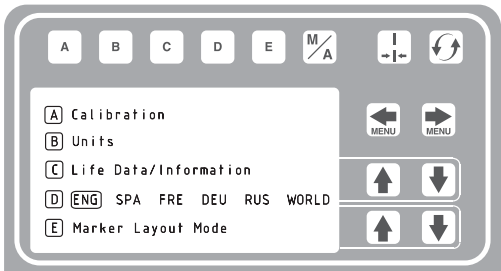 A B C D E M/A
MENU MENU
A Calibration
B Units
C Life Data/Information
D ENG SPA FRE DEU RUS WORLD
E Marker Layout Mode